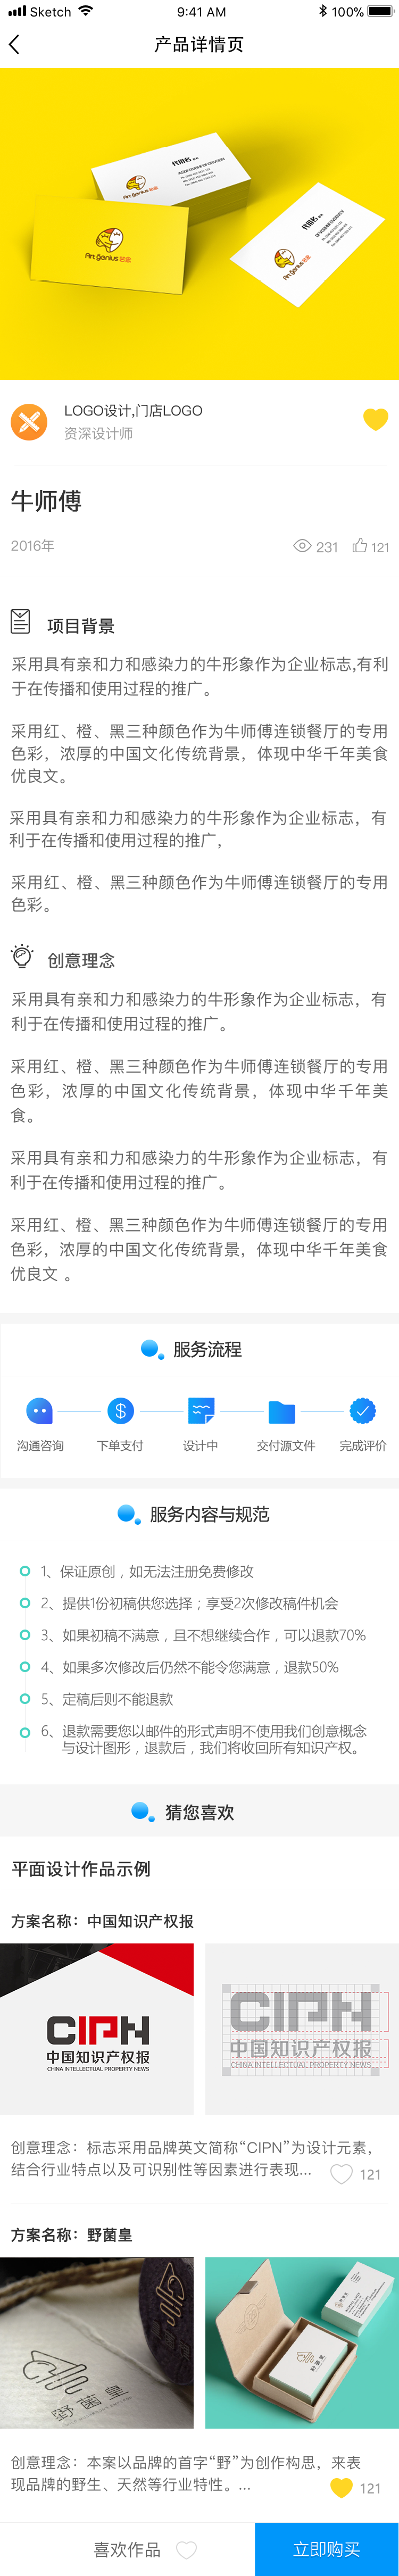 Sketch 9:41 AM 100%
产品详情页
代用名
Art genius 艺鱼
代用名
Art genius
LOGO设计,门店LOGO
资深设计师
牛师傅
2016年 231 121
项目背景
采用具有亲和力和感染力的牛形象作为企业标志,有利
于在传播和使用过程的推广。
采用红、橙、黑三种颜色作为牛师傅连锁餐厅的专用
色彩，浓厚的中国文化传统背景，体现中华千年美食
优良文。
采用具有亲和力和感染力的牛形象作为企业标志，有
利于在传播和使用过程的推广，
采用红、橙、黑三种颜色作为牛师傅连锁餐厅的专用
色彩。
创意理念
采用具有亲和力和感染力的牛形象作为企业标志，有
利于在传播和使用过程的推广。
采用红、橙、黑三种颜色作为牛师傅连锁餐厅的专用
色彩，浓厚的中国文化传统背景，体现中华千年美
食。
采用具有亲和力和感染力的牛形象作为企业标志，有
利于在传播和使用过程的推广。
采用红、橙、黑三种颜色作为牛师傅连锁餐厅的专用
色彩，浓厚的中国文化传统背景，体现中华千年美食
优良文 。
服务流程
沟通咨询 下单支付 设计中 交付源文件 完成评价
服务内容与规范
1、保证原创，如无法注册免费修改
2、提供1份初稿供您选择；享受2次修改稿件机会
3、如果初稿不满意，且不想继续合作，可以退款70%
4、如果多次修改后仍然不能令您满意，退款50%
5、定稿后则不能退款
6、退款需要您以邮件的形式声明不使用我们创意概念
与设计图形，退款后，我们将收回所有知识产权。
猜您喜欢
平面设计作品示例
方案名称：中国知识产权报
CIPN
中国知识产权报
CHINA INTELLECTUAL PROPERTY NEWS
CIPN
中国知识产权报
CHINA INTELLECTUAL PROPERTY NEWS
创意理念：标志采用品牌英文简称“CIPN”为设计元素，
结合行业特点以及可识别性等因素进行表现... 121
方案名称：野菌皇
野菌皇
野菌皇
创意理念：本案以品牌的首字“野”为创作构思，来表
现品牌的野生、天然等行业特性。... 121
喜欢作品 立即购买